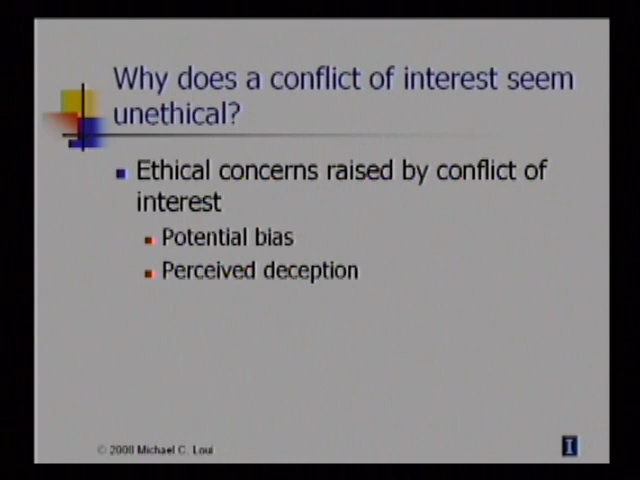 Why does a conflict of interest seem
unethical?
Ethical concerns raised by conflict of
interest
Potential bias
Perceived deception
© 2008 Michael C. Loui
I